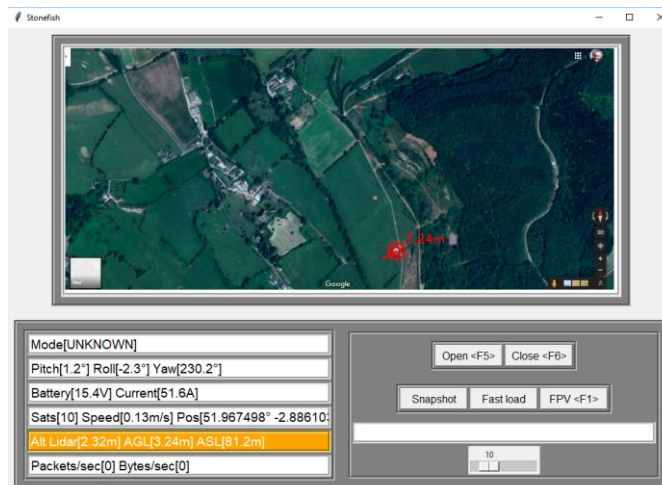 Stonefish
3.24m
Google
Mode[UNKNOWN]
Pitch[1.2°] Roll[-2.3°] Yaw[230.2°]
Battery[15.4V] Current[51.6A]
Sats[10] Speed[0.13m/s] Pos[51.967498° -2.886103
Alt Lidar[2.32m] AGL[3.24m] ASL[81.2m]
Packets/sec[0] Bytes/sec[0]
Open <F5> Close <F6>
Snapshot Fast load FPV <F1>
10